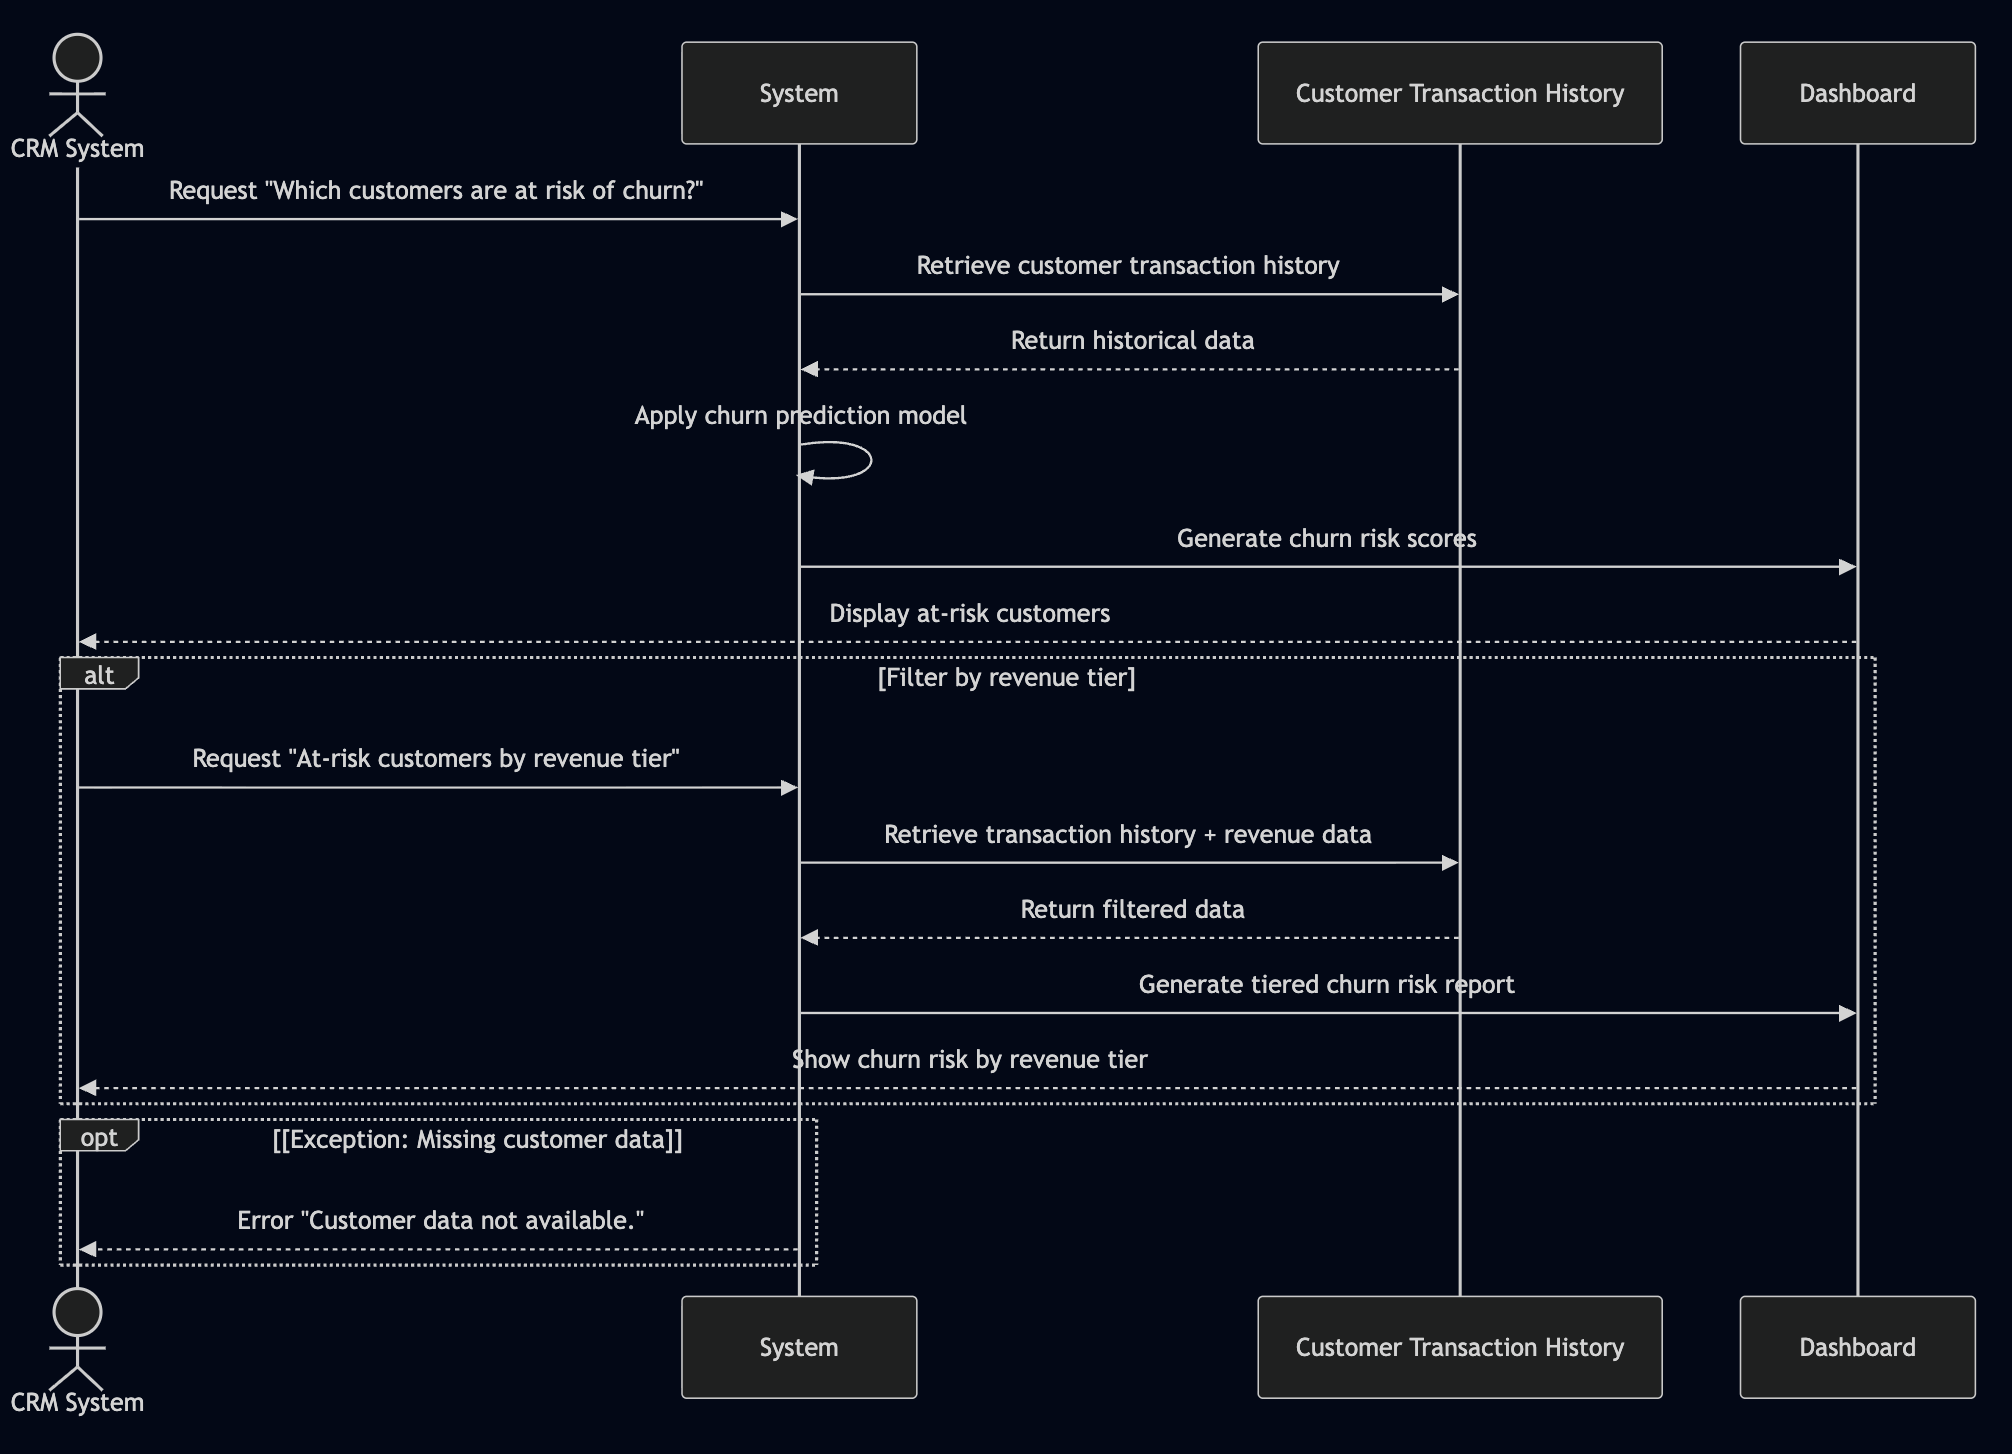 CRM System
System
Customer Transaction History
Dashboard
Request "Which customers are at risk of churn?"
Retrieve customer transaction history
Return historical data
Apply churn prediction model
Generate churn risk scores
Display at-risk customers
alt
[Filter by revenue tier]
Request "At-risk customers by revenue tier"
Retrieve transaction history + revenue data
Return filtered data
Generate tiered churn risk report
Show churn risk by revenue tier
opt
[[Exception: Missing customer data]]
Error "Customer data not available."
CRM System
System
Customer Transaction History
Dashboard